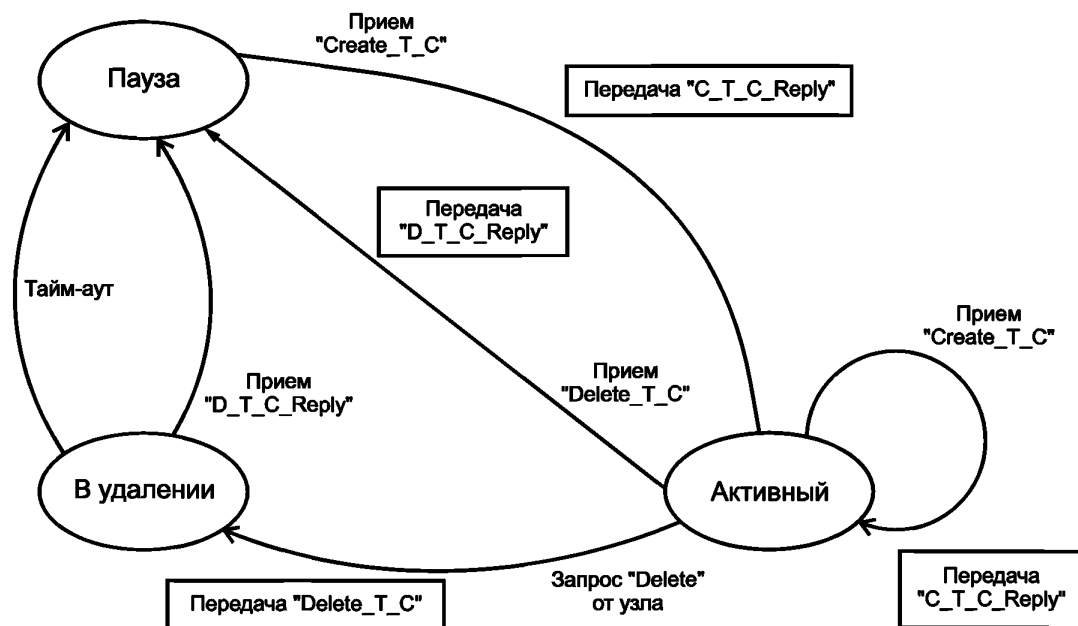 Прием
"Create_T_C"
Пауза
Передача "C_T_C_Reply"
Передача
"D_T_C_Reply"
Тайм-аут
Прием
"Create_T_C"
Прием
"D_T_C_Reply"
Прием
"Delete_T_C"
В удалении
Активный
Запрос "Delete"
от узла
Передача "Delete_T_C"
Передача
"C_T_C_Reply"